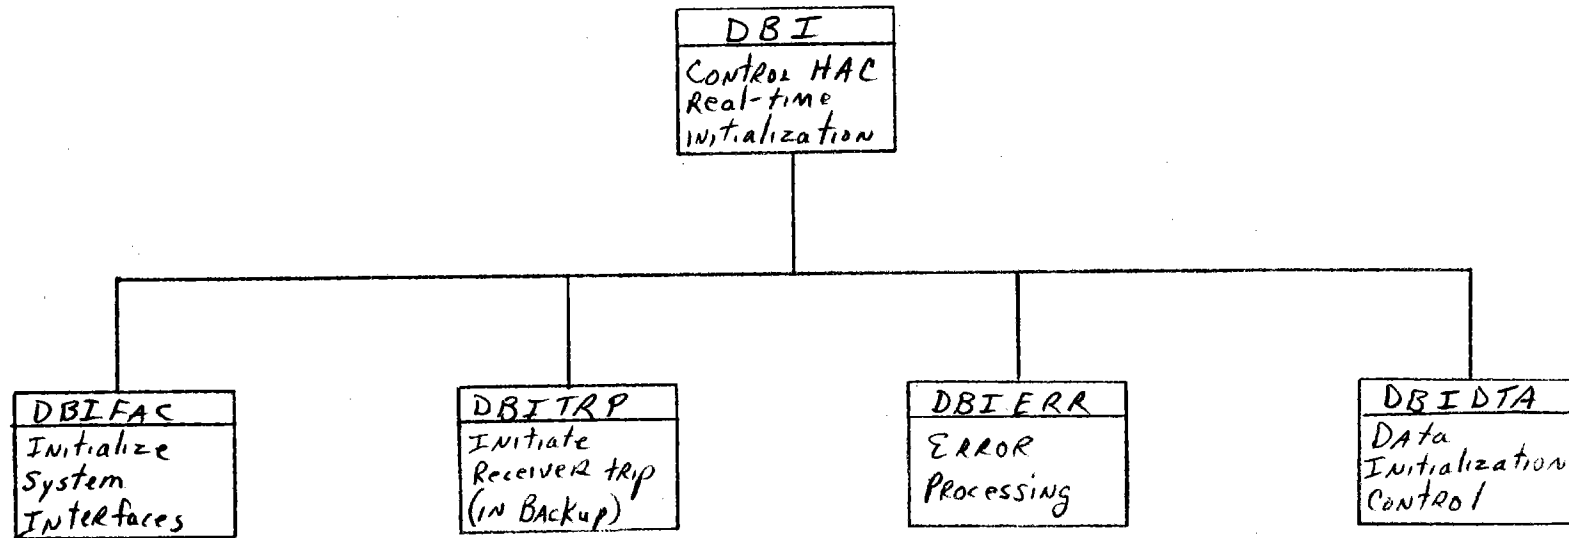 DBI
Control HAC
Real-time
Initialization
DBIFAC
Initialize
System
Interfaces
DBITRP
Initiate
Receiver trip
(in Backup)
DBIERR
Error
Processing
DBIDTA
Data
Initialization
Control